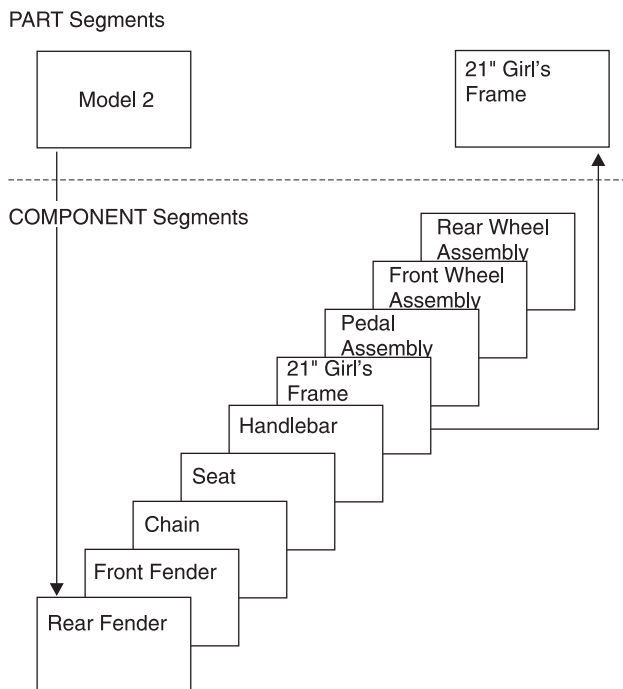 PART Segments
Model 2
21" Girl's
Frame
COMPONENT Segments
Rear Wheel
Assembly
Front Wheel
Assembly
Pedal
Assembly
21" Girl's
Frame
Handlebar
Seat
Chain
Front Fender
Rear Fender